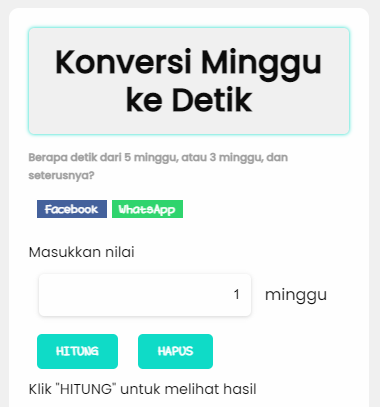 Konversi Minggu
ke Detik
Berapa detik dari 5 minggu, atau 3 minggu, dan
seterusnya?
Facebook WhatsApp
Masukkan nilai
1 minggu
HITUNG HAPUS
Klik "HITUNG" untuk melihat hasil